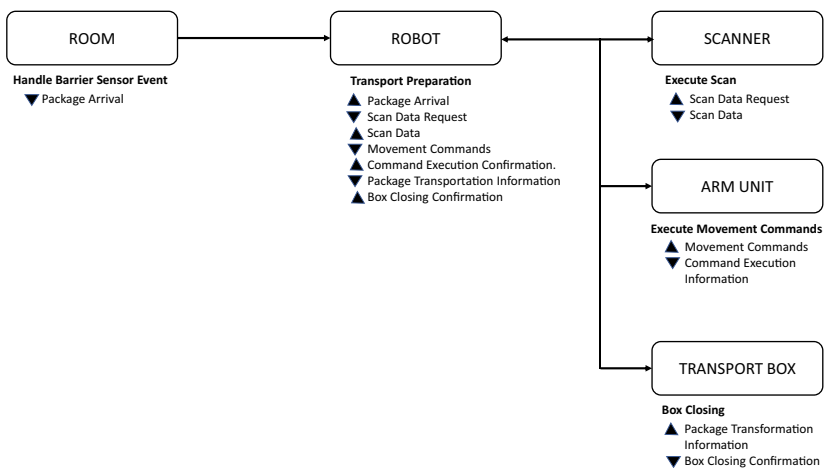 ROOM
Handle Barrier Sensor Event
Package Arrival
ROBOT
Transport Preparation
Package Arrival
Scan Data Request
Scan Data
Movement Commands
Command Execution Confirmation.
Package Transportation Information
Box Closing Confirmation
SCANNER
Execute Scan
Scan Data Request
Scan Data
ARM UNIT
Execute Movement Commands
Movement Commands
Command Execution
Information
TRANSPORT BOX
Box Closing
Package Transformation
Information
Box Closing Confirmation